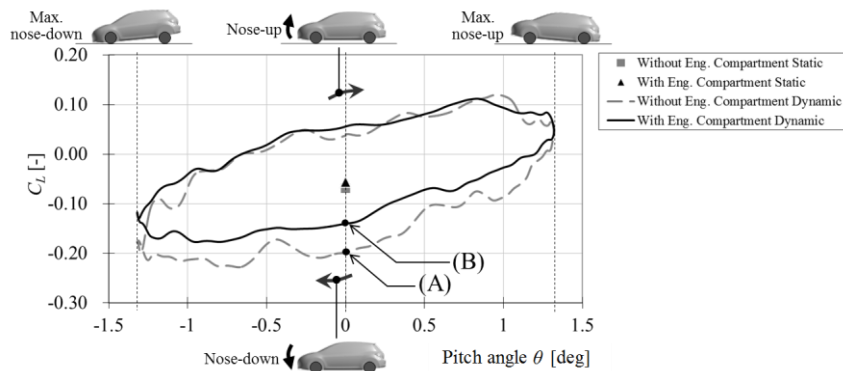 Max.
nose-down
Nose-up
Max.
nose-up
0.20
0.10
0.00
-0.10
-0.20
-0.30
C_L [-]
-1.5
-1
-0.5
0
0.5
1
1.5
(B)
(A)
Without Eng. Compartment Static
With Eng. Compartment Static
Without Eng. Compartment Dynamic
With Eng. Compartment Dynamic
Nose-down
Pitch angle θ [deg]